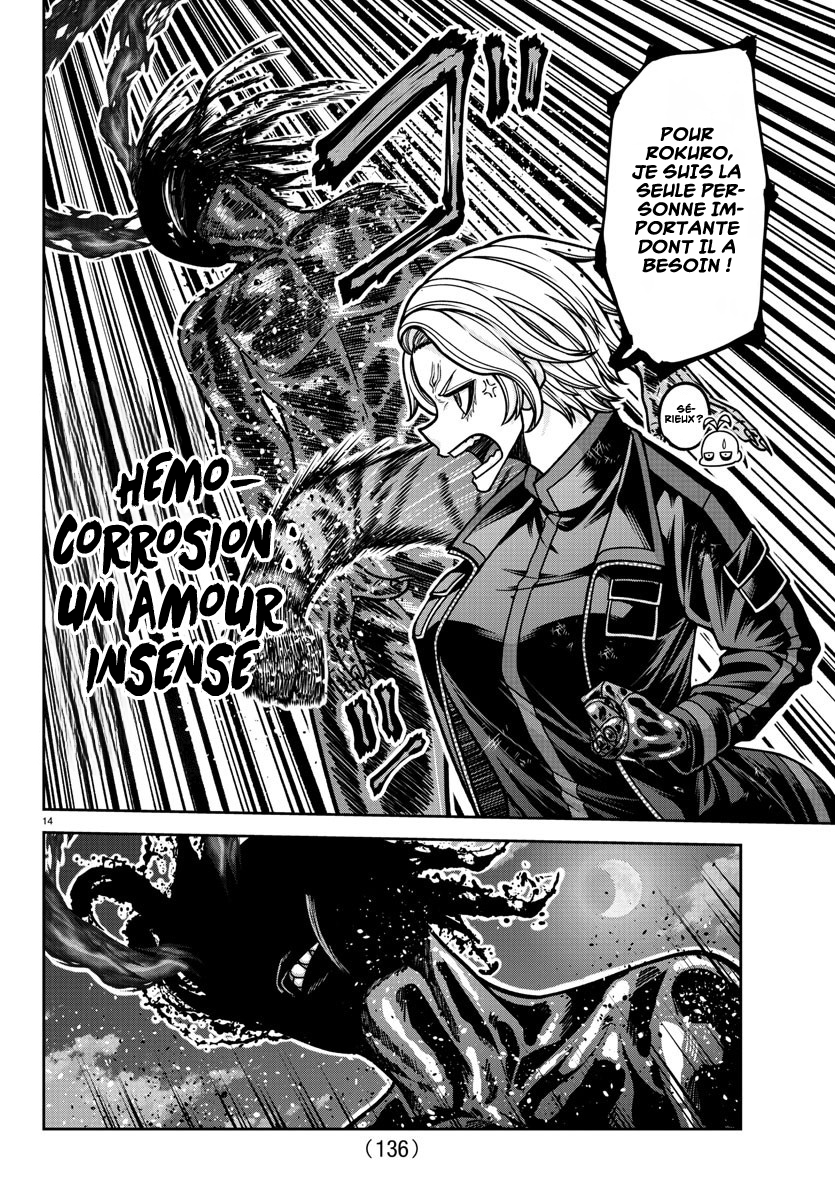 POUR
ROKURO,
JE SUIS LA
SEULE PER-
SONNE IM-
PORTANTE
DONT IL A
BESOIN !
SÉ-
RIEUX ?
HEMO-
CORROSION :
UN AMOUR
INSENSE
14
(136)